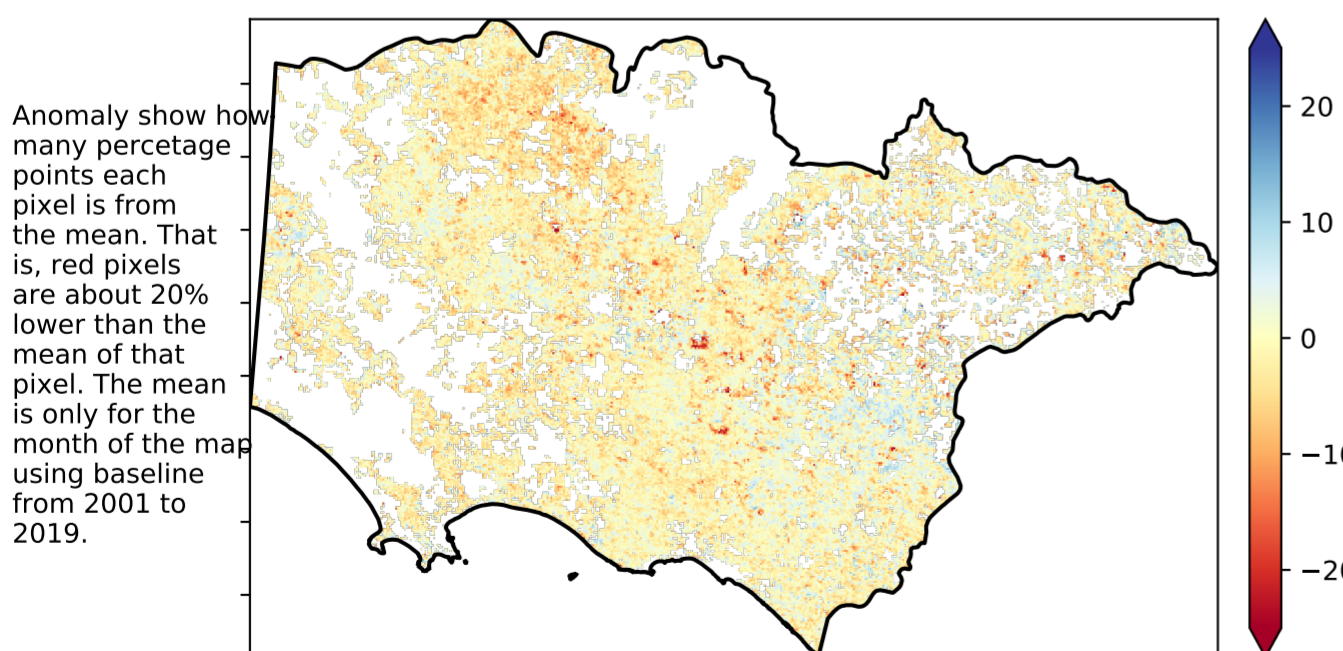 Anomaly show how
many percetage
points each
pixel is from
the mean. That
is, red pixels
are about 20%
lower than the
mean of that
pixel. The mean
is only for the
month of the map
using baseline
from 2001 to
2019.
20
10
0
−10
−20